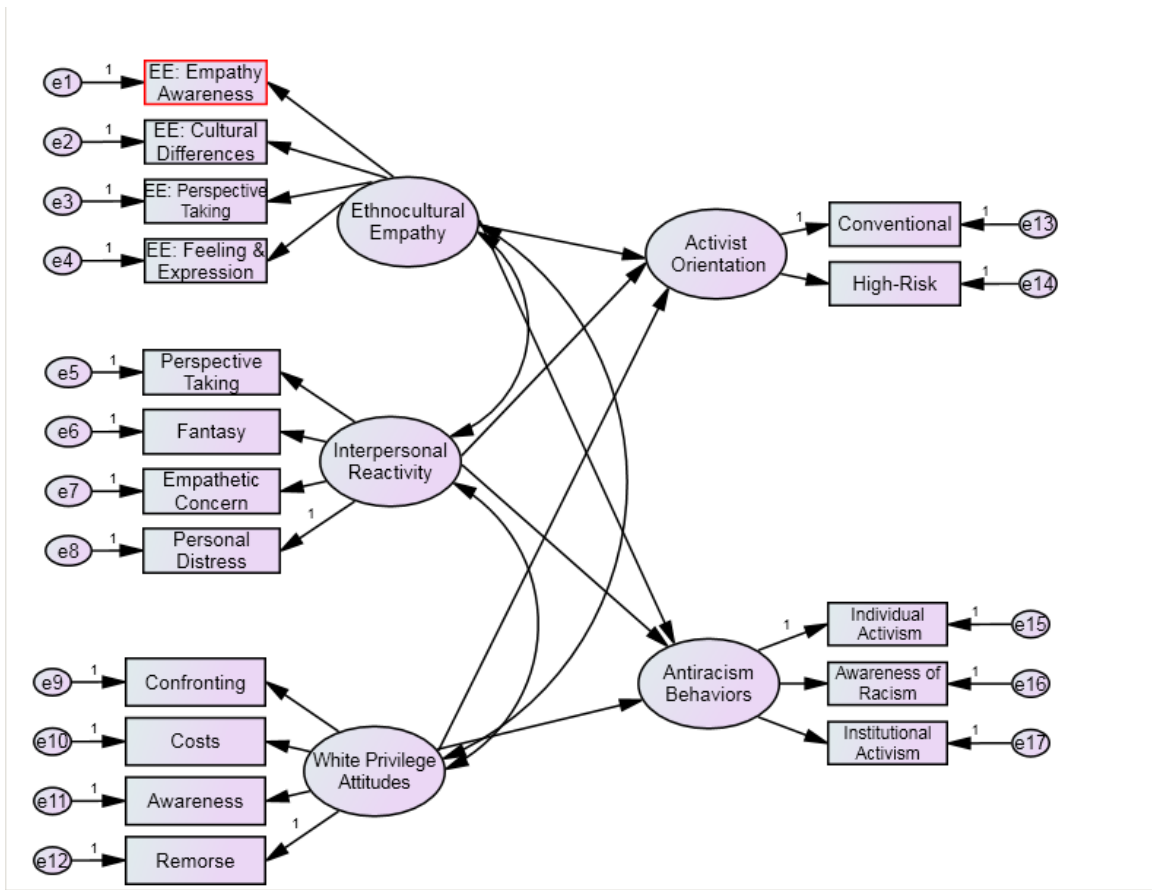 e1
1
EE: Empathy
Awareness
e2
1
EE: Cultural
Differences
e3
1
EE: Perspective
Taking
e4
1
EE: Feeling &
Expression
Ethnocultural
Empathy
Activist
Orientation
1
Conventional
1
e13
High-Risk
1
e14
e5
1
Perspective
Taking
e6
1
Fantasy
e7
1
Empathetic
Concern
e8
1
Personal
Distress
1
Interpersonal
Reactivity
e9
1
Confronting
e10
1
Costs
e11
1
Awareness
e12
1
Remorse
1
White Privilege
Attitudes
Antiracism
Behaviors
1
Individual
Activism
1
e15
Awareness of
Racism
1
e16
Institutional
Activism
1
e17